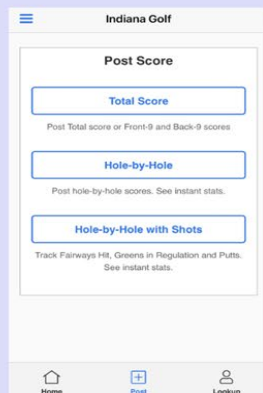 Indiana Golf
Post Score
Total Score
Post Total score or Front-9 and Back-9 scores
Hole-by-Hole
Post hole-by-hole scores. See instant stats.
Hole-by-Hole with Shots
Track Fairways Hit, Greens in Regulation and Putts.
See instant stats.
Home Post Lookup